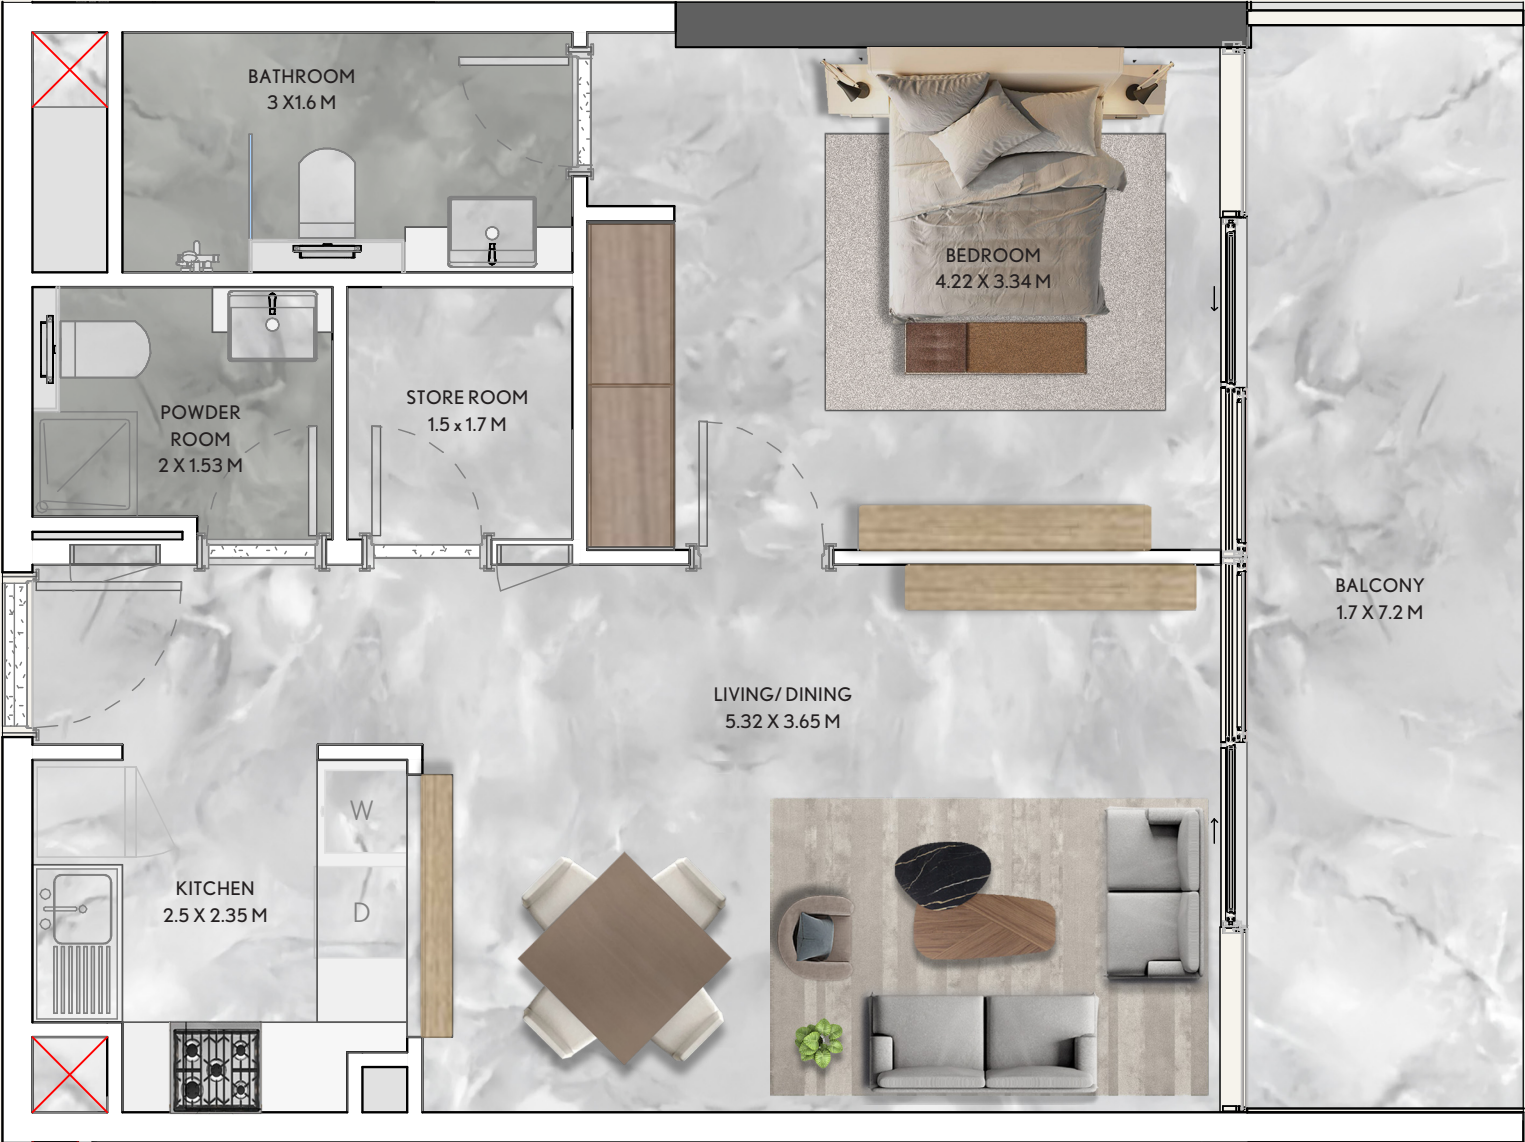 BATHROOM
3 X1.6 M
BEDROOM
4.22 X 3.34 M
STORE ROOM
1.5 x 1.7 M
POWDER
ROOM
2 X 1.53 M
BALCONY
1.7 X 7.2 M
LIVING/ DINING
5.32 X 3.65 M
W
KITCHEN
2.5 X 2.35 M
D